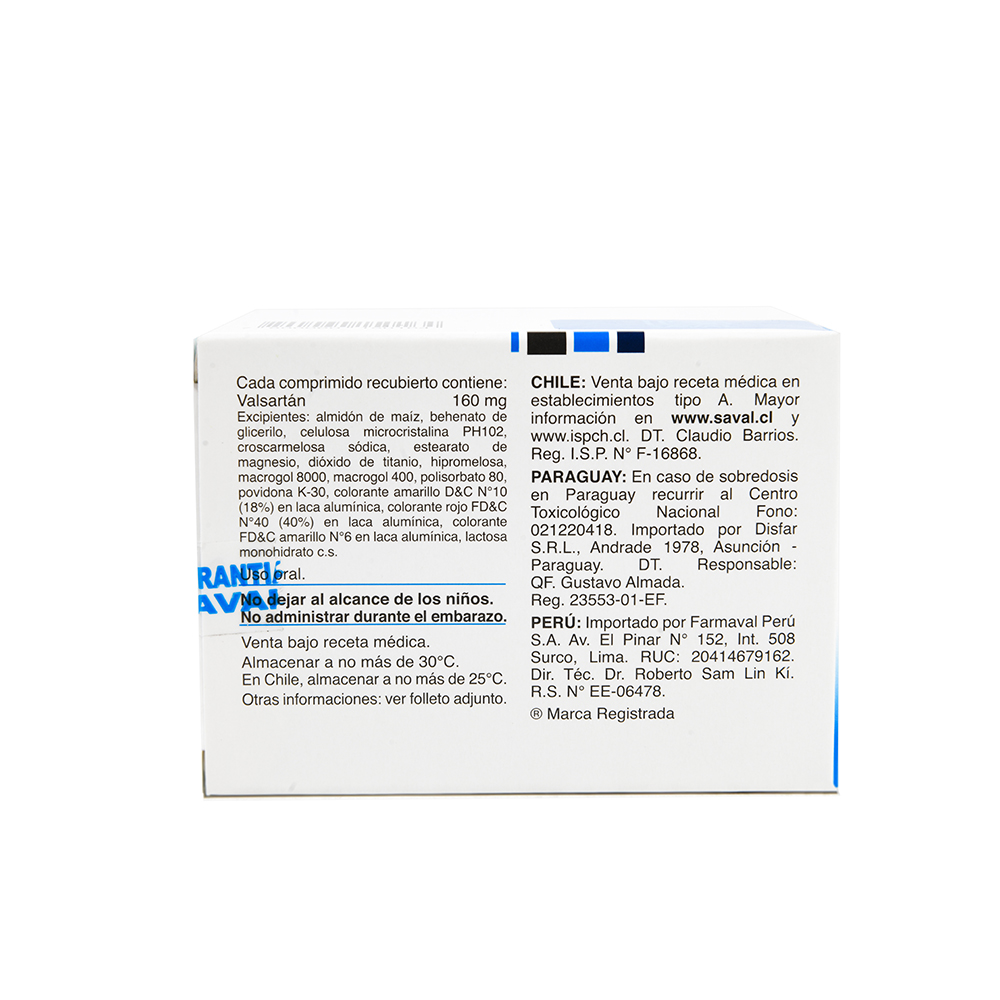 Cada comprimido recubierto contiene:
Valsartán 160 mg
Excipientes: almidón de maíz, behenato de
glicerilo, celulosa microcristalina PH102,
croscarmelosa sódica, estearato de
magnesio, dióxido de titanio, hipromelosa,
macrogol 8000, macrogol 400, polisorbato 80,
povidona K-30, colorante amarillo D&C N°10
(18%) en laca alumínica, colorante rojo FD&C
N°40 (40%) en laca alumínica, colorante
FD&C amarillo N°6 en laca alumínica, lactosa
monohidrato c.s.
Uso oral.
No dejar al alcance de los niños.
No administrar durante el embarazo.
Venta bajo receta médica.
Almacenar a no más de 30°C.
En Chile, almacenar a no más de 25°C.
Otras informaciones: ver folleto adjunto.
RANTÍ
AVAL
CHILE: Venta bajo receta médica en
establecimientos tipo A. Mayor
información en www.saval.cl y
www.ispch.cl. DT. Claudio Barrios.
Reg. I.S.P. N° F-16868.
PARAGUAY: En caso de sobredosis
en Paraguay recurrir al Centro
Toxicológico Nacional Fono:
021220418. Importado por Disfar
S.R.L., Andrade 1978, Asunción -
Paraguay. DT. Responsable:
QF. Gustavo Almada.
Reg. 23553-01-EF.
PERÚ: Importado por Farmaval Perú
S.A. Av. El Pinar N° 152, Int. 508
Surco, Lima. RUC: 20414679162.
Dir. Téc. Dr. Roberto Sam Lin Kí.
R.S. N° EE-06478.
® Marca Registrada